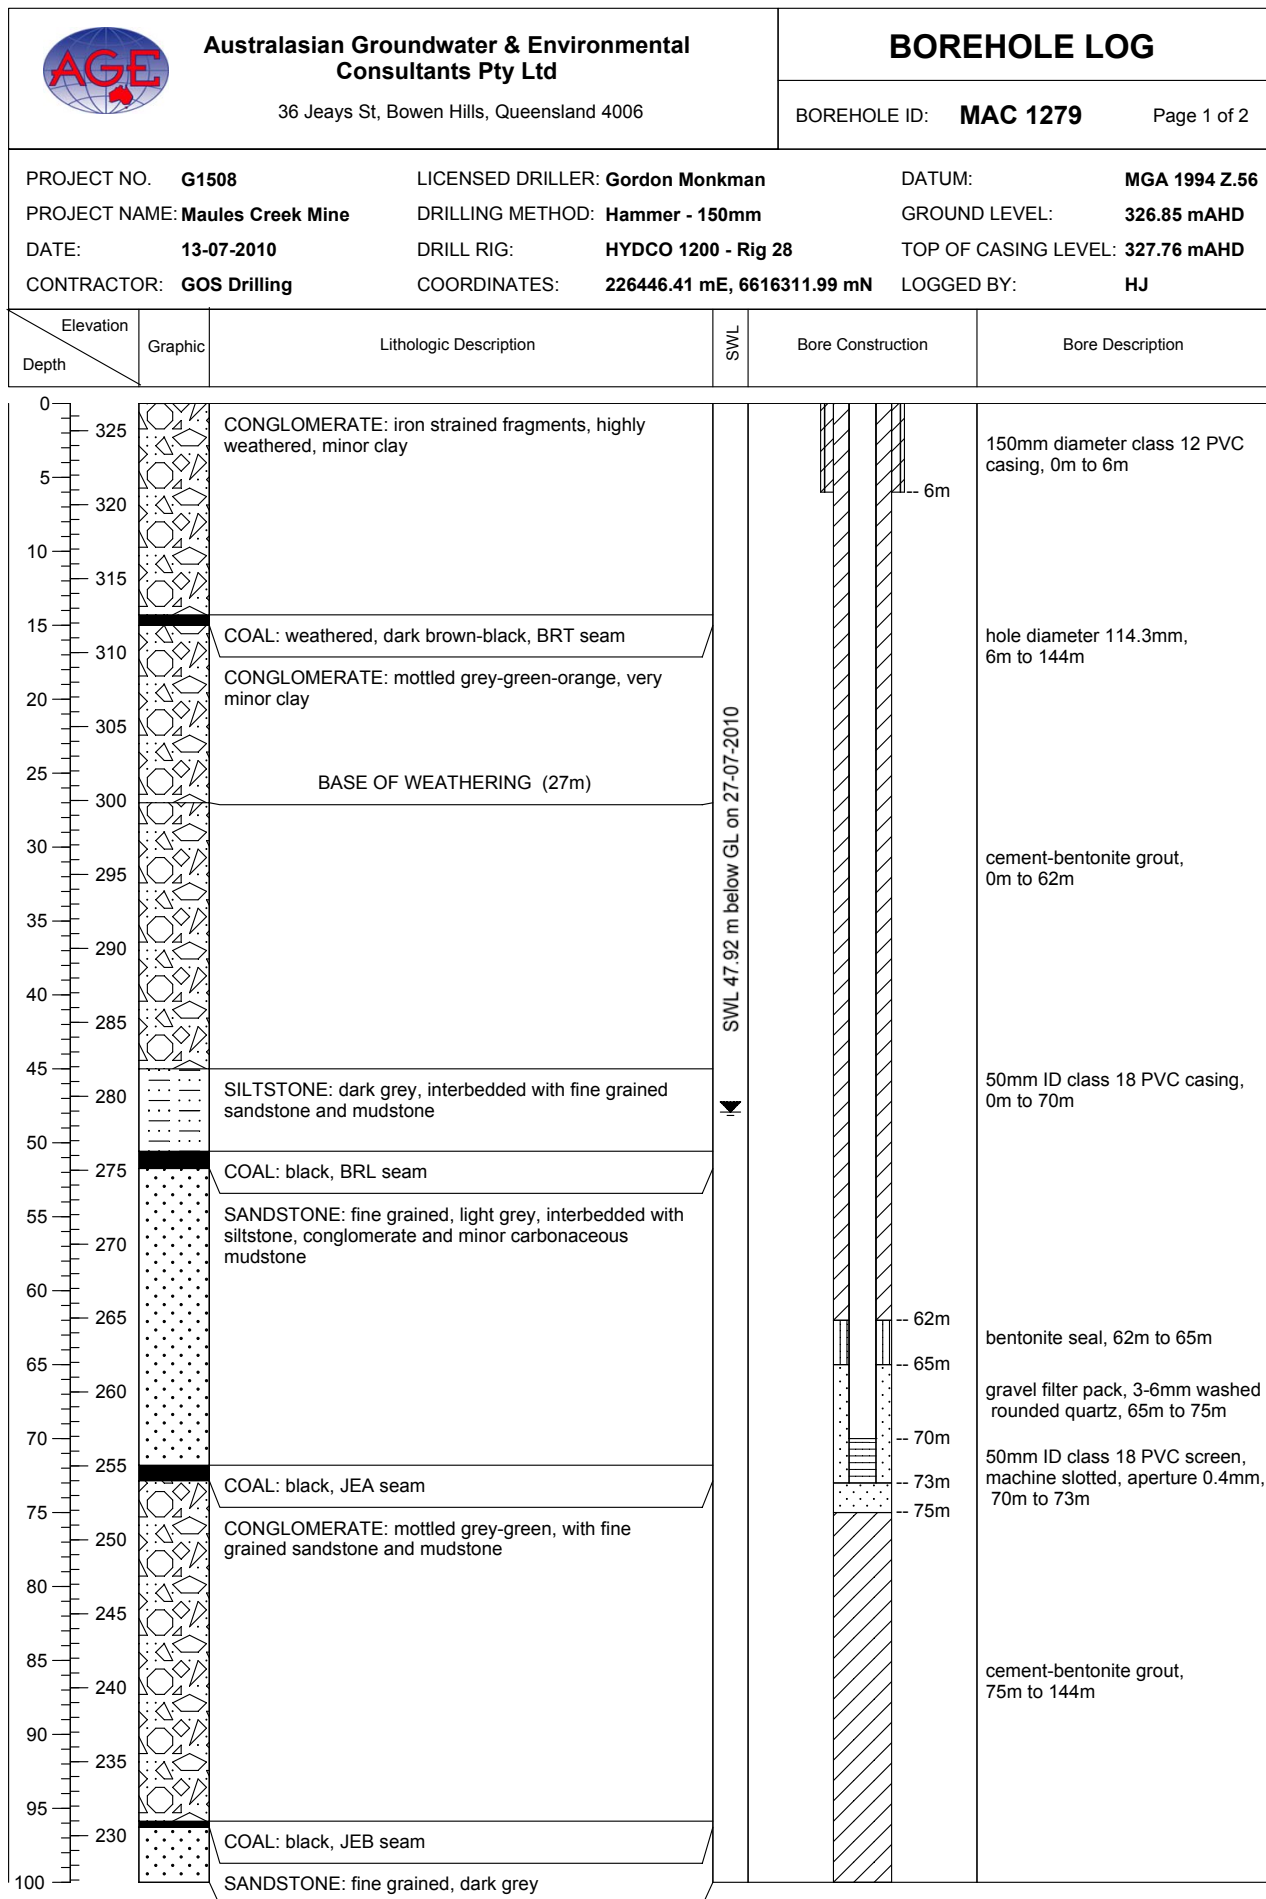 AGE
Australasian Groundwater & Environmental
Consultants Pty Ltd
36 Jeays St, Bowen Hills, Queensland 4006
BOREHOLE LOG
BOREHOLE ID: MAC 1279 Page 1 of 2
PROJECT NO. G1508 LICENSED DRILLER: Gordon Monkman DATUM: MGA 1994 Z.56
PROJECT NAME: Maules Creek Mine DRILLING METHOD: Hammer - 150mm GROUND LEVEL: 326.85 mAHD
DATE: 13-07-2010 DRILL RIG: HYDCO 1200 - Rig 28 TOP OF CASING LEVEL: 327.76 mAHD
CONTRACTOR: GOS Drilling COORDINATES: 226446.41 mE, 6616311.99 mN LOGGED BY: HJ
Elevation
Depth
Graphic
Lithologic Description
SWL
Bore Construction
Bore Description
0
5
10
15
20
25
30
35
40
45
50
55
60
65
70
75
80
85
90
95
100
325
320
315
310
305
300
295
290
285
280
275
270
265
260
255
250
245
240
235
230
CONGLOMERATE: iron strained fragments, highly
weathered, minor clay
COAL: weathered, dark brown-black, BRT seam
CONGLOMERATE: mottled grey-green-orange, very
minor clay
BASE OF WEATHERING (27m)
SILTSTONE: dark grey, interbedded with fine grained
sandstone and mudstone
COAL: black, BRL seam
SANDSTONE: fine grained, light grey, interbedded with
siltstone, conglomerate and minor carbonaceous
mudstone
COAL: black, JEA seam
CONGLOMERATE: mottled grey-green, with fine
grained sandstone and mudstone
COAL: black, JEB seam
SANDSTONE: fine grained, dark grey
SWL 47.92 m below GL on 27-07-2010
-- 6m
-- 62m
-- 65m
-- 70m
-- 73m
-- 75m
150mm diameter class 12 PVC
casing, 0m to 6m
hole diameter 114.3mm,
6m to 144m
cement-bentonite grout,
0m to 62m
50mm ID class 18 PVC casing,
0m to 70m
bentonite seal, 62m to 65m
gravel filter pack, 3-6mm washed
rounded quartz, 65m to 75m
50mm ID class 18 PVC screen,
machine slotted, aperture 0.4mm,
70m to 73m
cement-bentonite grout,
75m to 144m